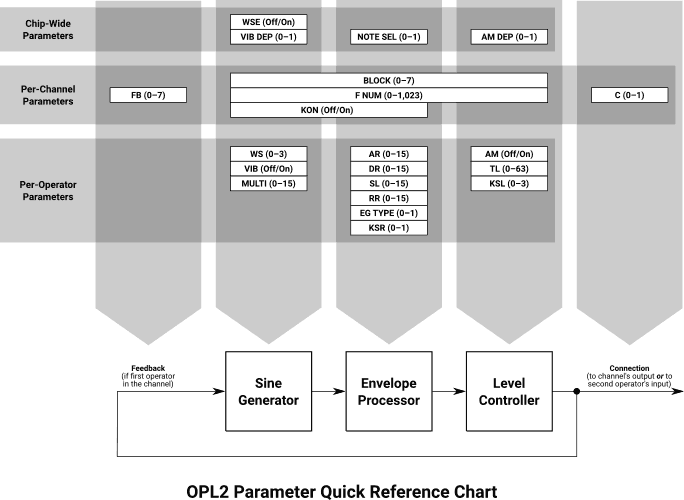 Chip-Wide
Parameters
WSE (Off/On)
VIB DEP (0–1)
NOTE SEL (0–1)
AM DEP (0–1)
Per-Channel
Parameters
FB (0–7)
BLOCK (0–7)
F NUM (0–1,023)
KON (Off/On)
C (0–1)
Per-Operator
Parameters
WS (0–3)
VIB (Off/On)
MULTI (0–15)
AR (0–15)
DR (0–15)
SL (0–15)
RR (0–15)
EG TYPE (0–1)
KSR (0–1)
AM (Off/On)
TL (0–63)
KSL (0–3)
Feedback
(if first operator
in the channel)
Sine
Generator
Envelope
Processor
Level
Controller
Connection
(to channel's output or to
second operator's input)
OPL2 Parameter Quick Reference Chart